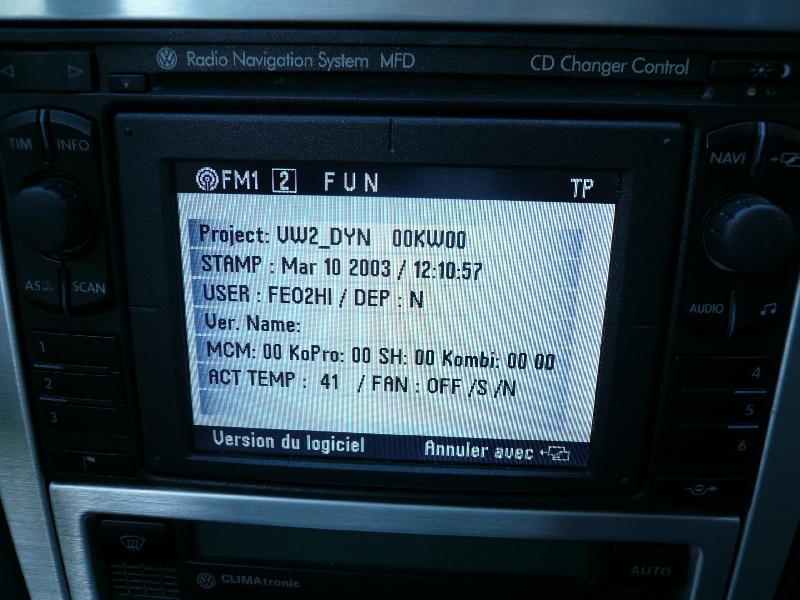 Radio Navigation System MFD
CD Changer Control
TIM INFO
NAVI
FM1 2 FUN TP
Project: VW2_DYN 00KW00
STAMP : Mar 10 2003 / 12:10:57
USER : FEO2HI / DEP : N
Ver. Name:
MCM: 00 KoPro: 00 SH: 00 Kombi: 00 00
ACT TEMP : 41 / FAN : OFF /S /N
Version du logiciel Annuler avec
AS SCAN
AUDIO
1
2
3
4
5
6
CLIMAtronic
AUTO